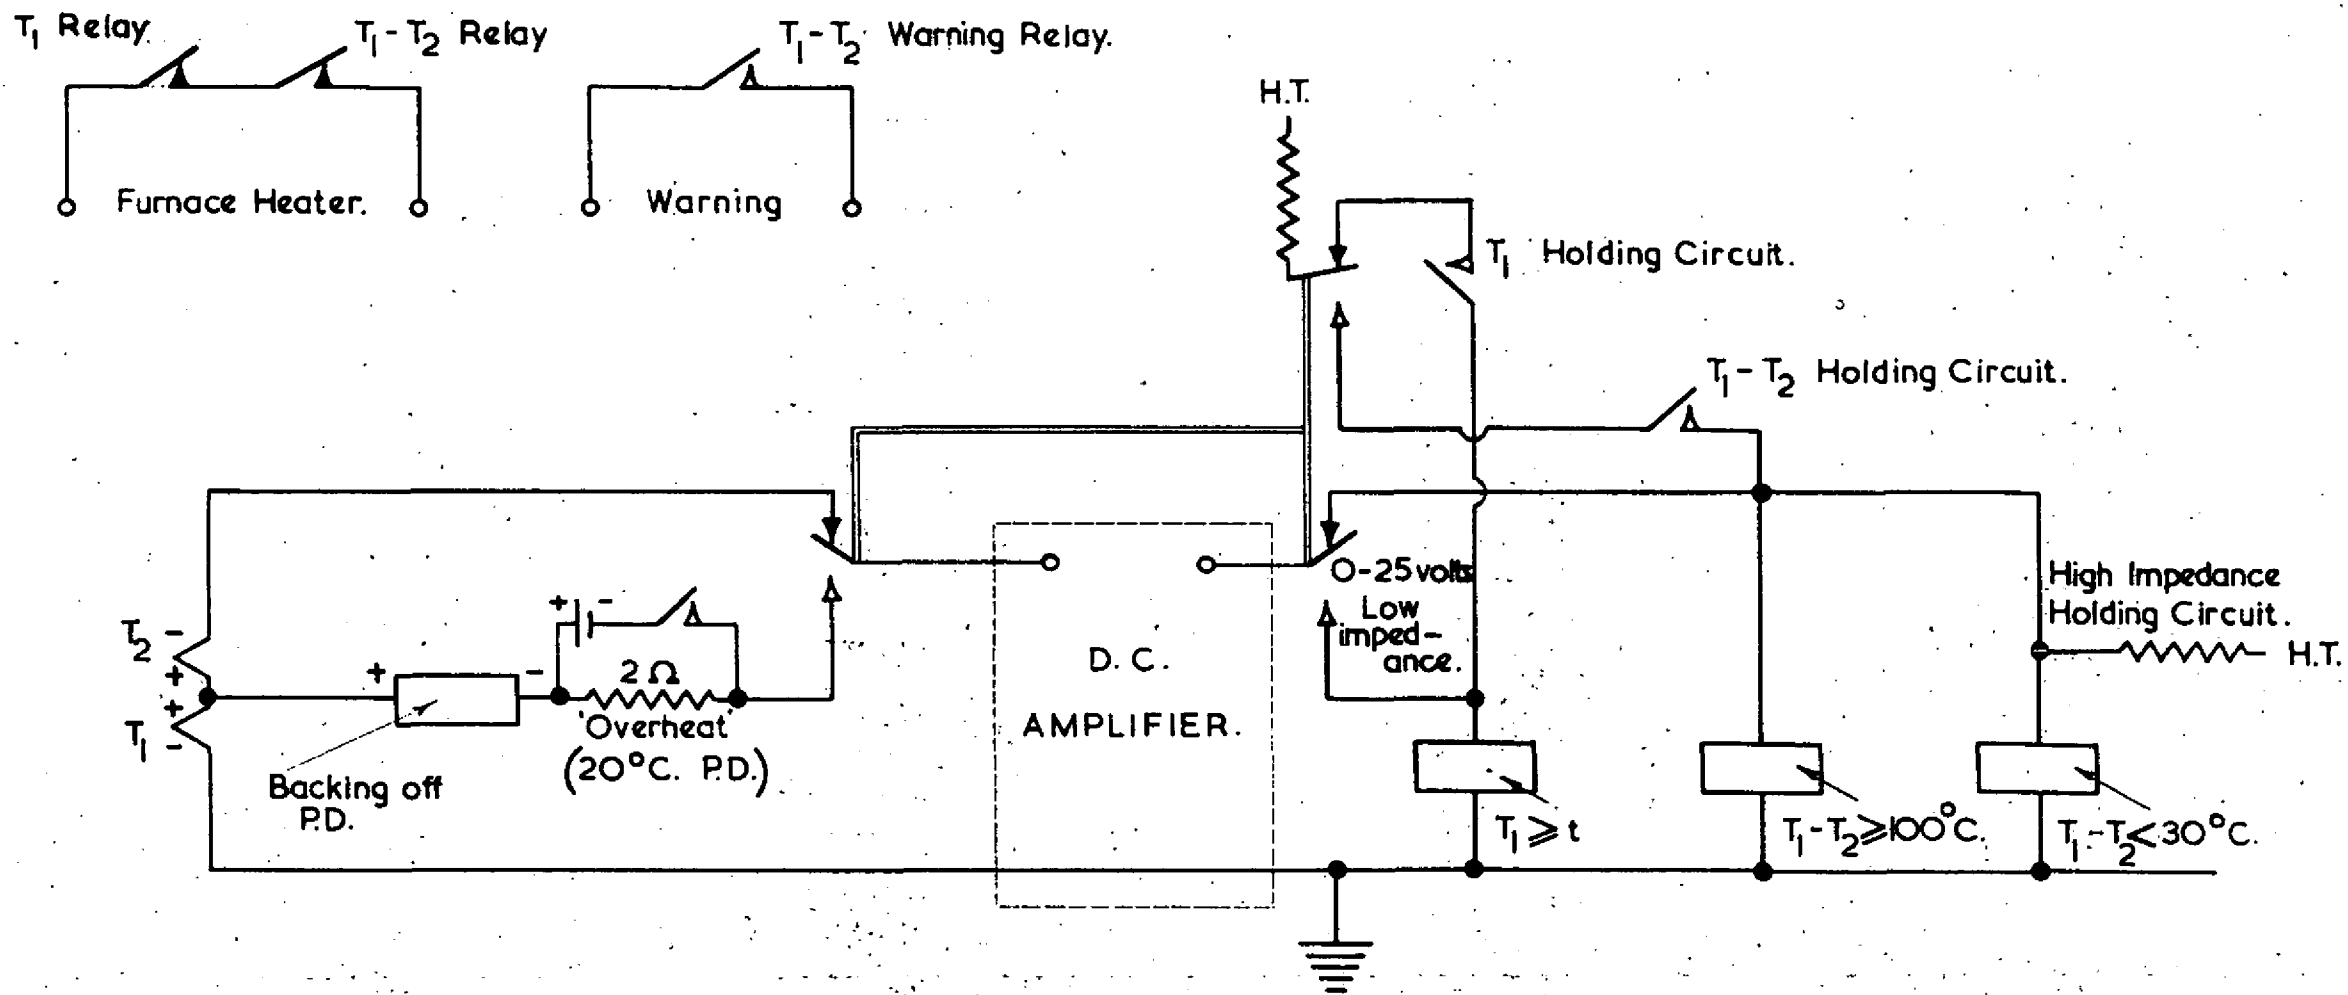 T₁ Relay
T₁-T₂ Relay
T₁-T₂ Warning Relay.
H.T.
Furnace Heater.
Warning
T₁ Holding Circuit.
T₁-T₂ Holding Circuit.
0-25 volts
Low
imped-
ance.
High Impedance
Holding Circuit.
H.T.
T₂ -
+
+
T₁ -
+ -
+ -
2Ω
'Overheat'
(20°C. P.D.)
Backing off
P.D.
D.C.
AMPLIFIER.
T₁ ⩾ t
T₁-T₂⩾100°C.
T₁-T₂<30°C.